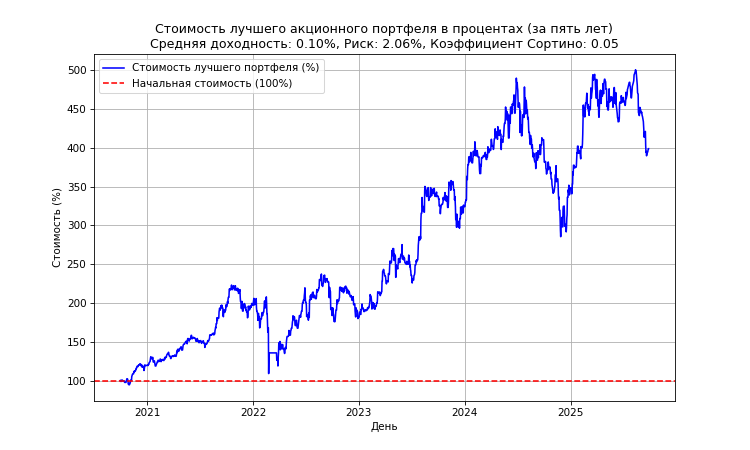 Стоимость лучшего акционного портфеля в процентах (за пять лет)
Средняя доходность: 0.10%, Риск: 2.06%, Коэффициент Сортино: 0.05
Стоимость лучшего портфеля (%)
Начальная стоимость (100%)
Стоимость (%)
500
450
400
350
300
250
200
150
100
2021
2022
2023
2024
2025
День